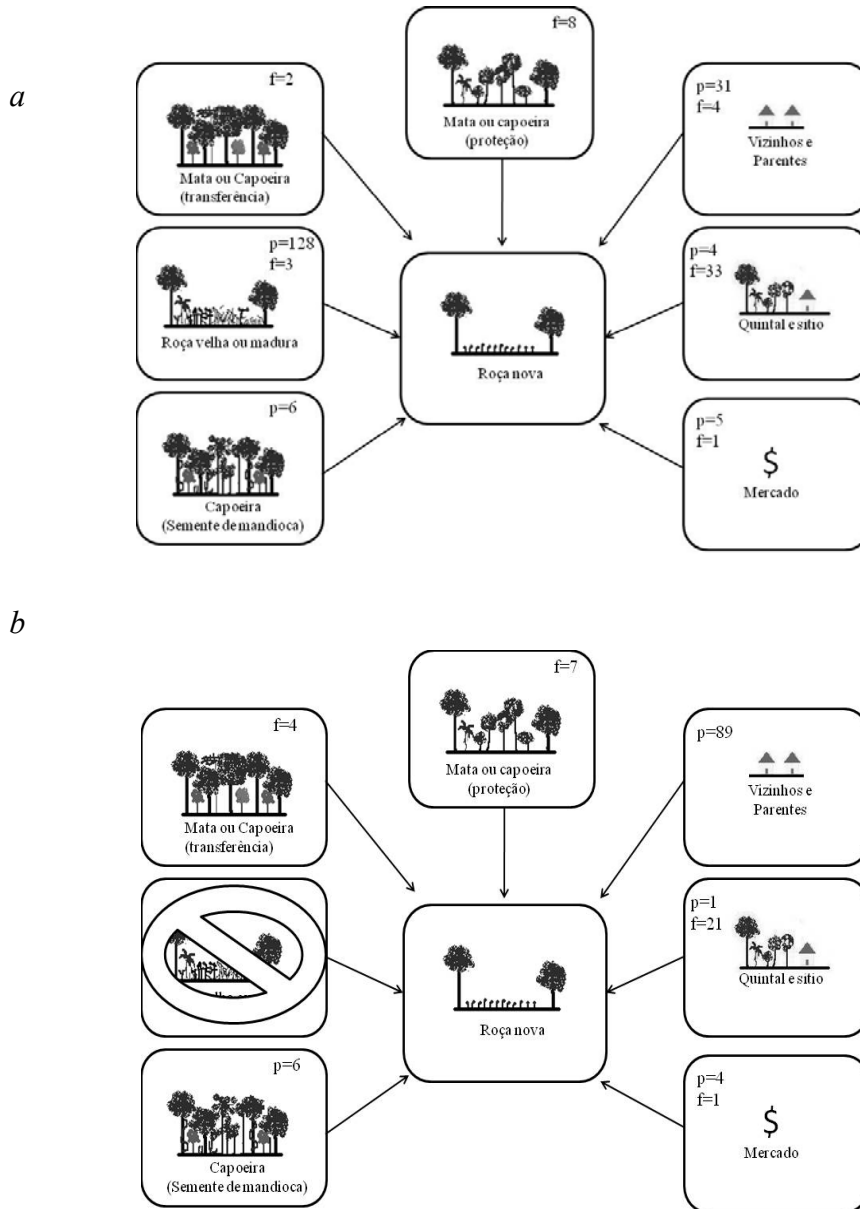 a
f=2
Mata ou Capoeira
(transferência)
f=8
Mata ou capoeira
(proteção)
p=31
f=4
Vizinhos e
Parentes
p=128
f=3
Roça velha ou madura
Roça nova
p=4
f=33
Quintal e sítio
p=6
Capoeira
(Semente de mandioca)
p=5
f=1
$
Mercado
b
f=4
Mata ou Capoeira
(transferência)
f=7
Mata ou capoeira
(proteção)
p=89
Vizinhos e
Parentes
Roça nova
p=1
f=21
Quintal e sítio
p=6
Capoeira
(Semente de mandioca)
p=4
f=1
$
Mercado